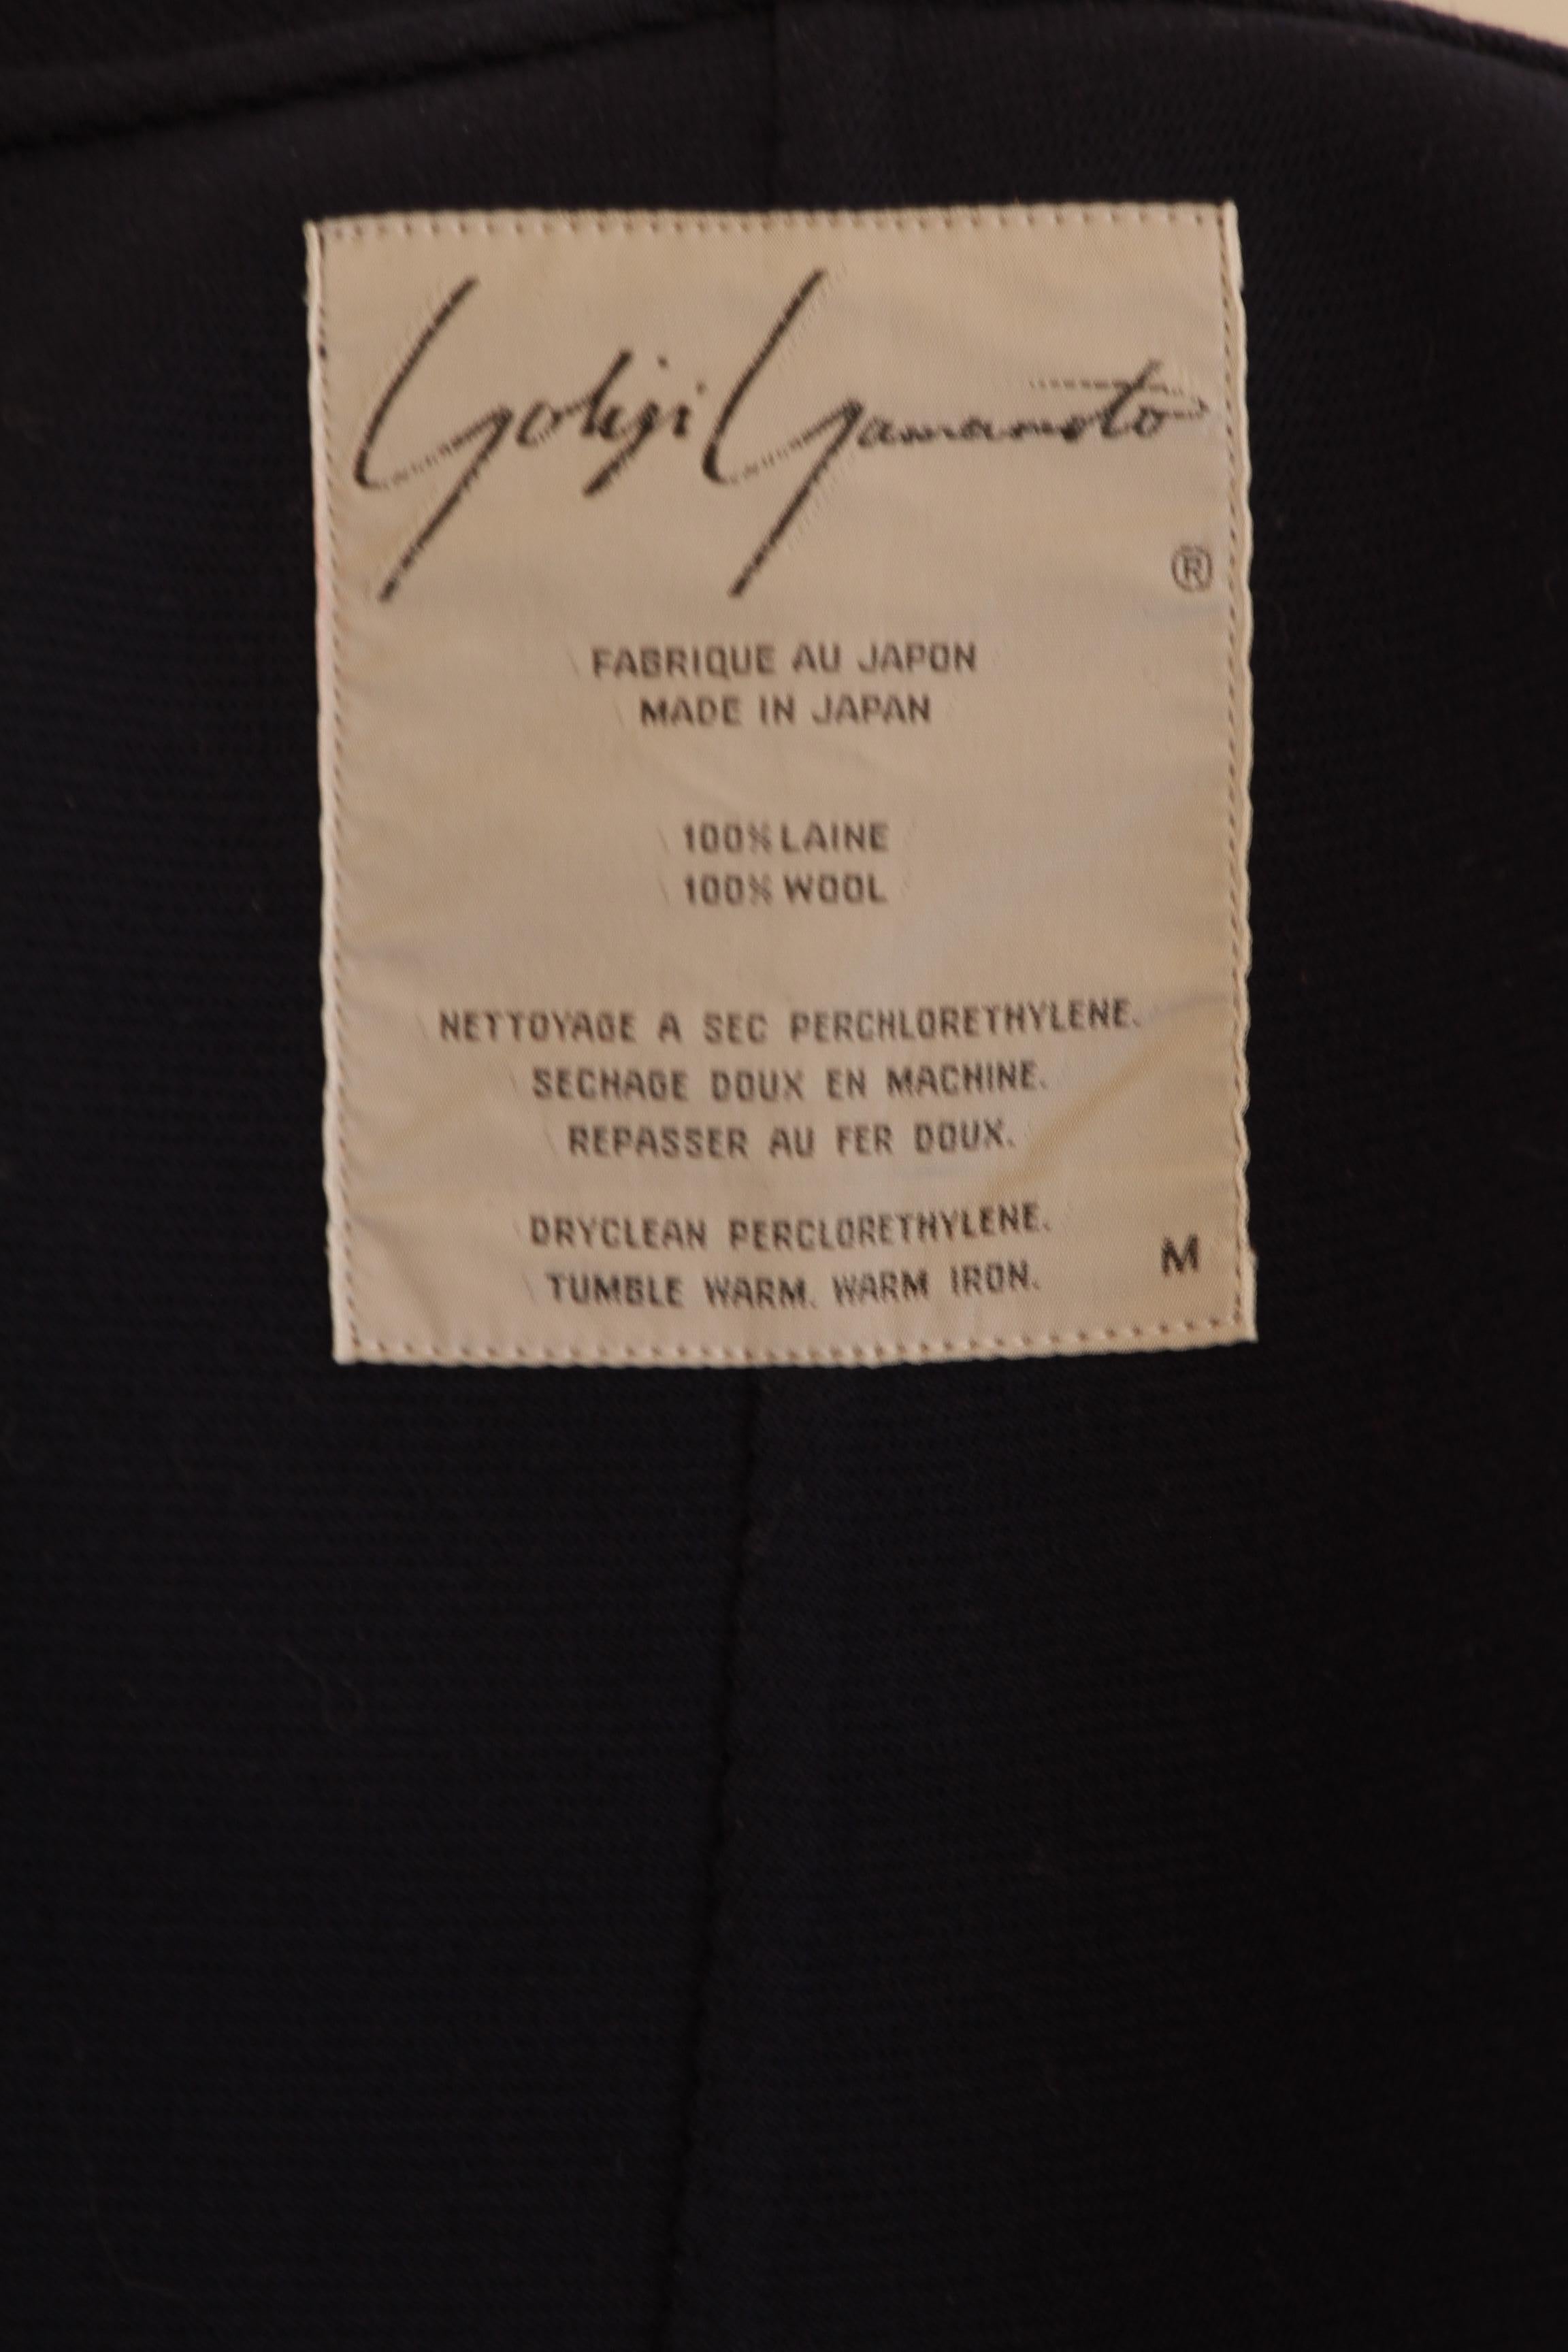 Yohji Yamamoto
®
FABRIQUE AU JAPON
MADE IN JAPAN
100% LAINE
100% WOOL
NETTOYAGE A SEC PERCHLORETHYLENE.
SECHAGE DOUX EN MACHINE.
REPASSER AU FER DOUX.
DRYCLEAN PERCLORETHYLENE.
TUMBLE WARM. WARM IRON.
M